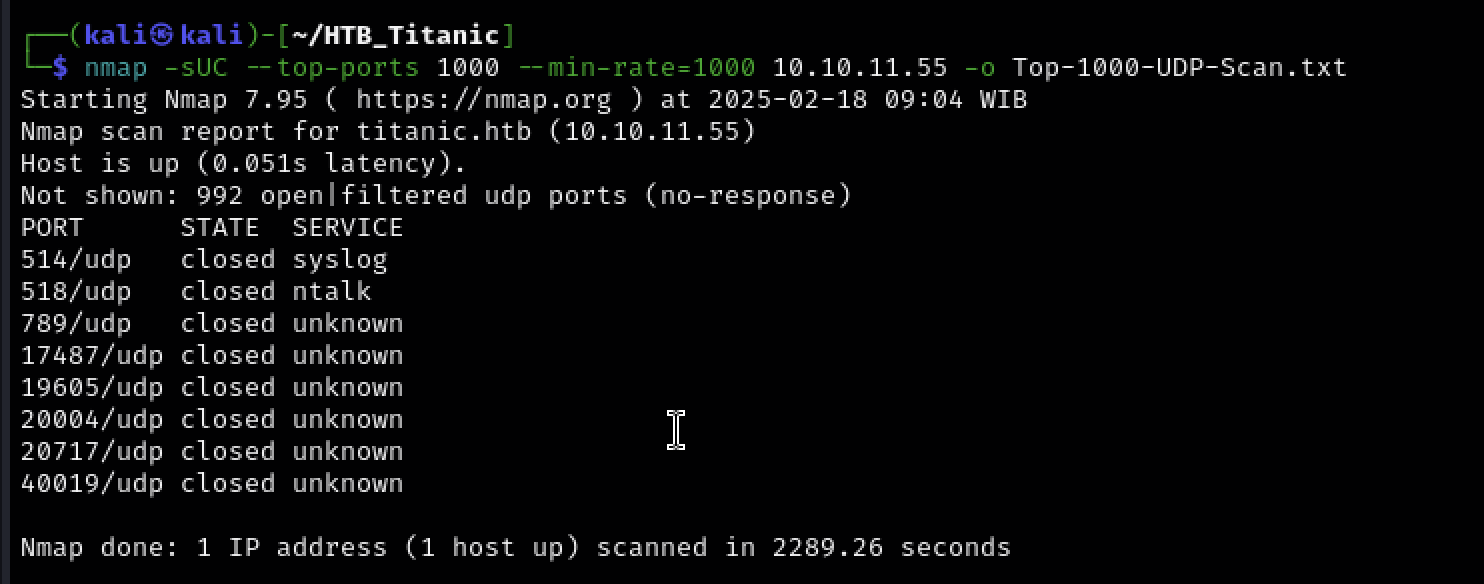 ┌──(kali㉿kali)-[~/HTB_Titanic]
└─$ nmap -sUC --top-ports 1000 --min-rate=1000 10.10.11.55 -o Top-1000-UDP-Scan.txt
Starting Nmap 7.95 ( https://nmap.org ) at 2025-02-18 09:04 WIB
Nmap scan report for titanic.htb (10.10.11.55)
Host is up (0.051s latency).
Not shown: 992 open|filtered udp ports (no-response)
PORT      STATE  SERVICE
514/udp   closed syslog
518/udp   closed ntalk
789/udp   closed unknown
17487/udp closed unknown
19605/udp closed unknown
20004/udp closed unknown
20717/udp closed unknown
40019/udp closed unknown
Nmap done: 1 IP address (1 host up) scanned in 2289.26 seconds